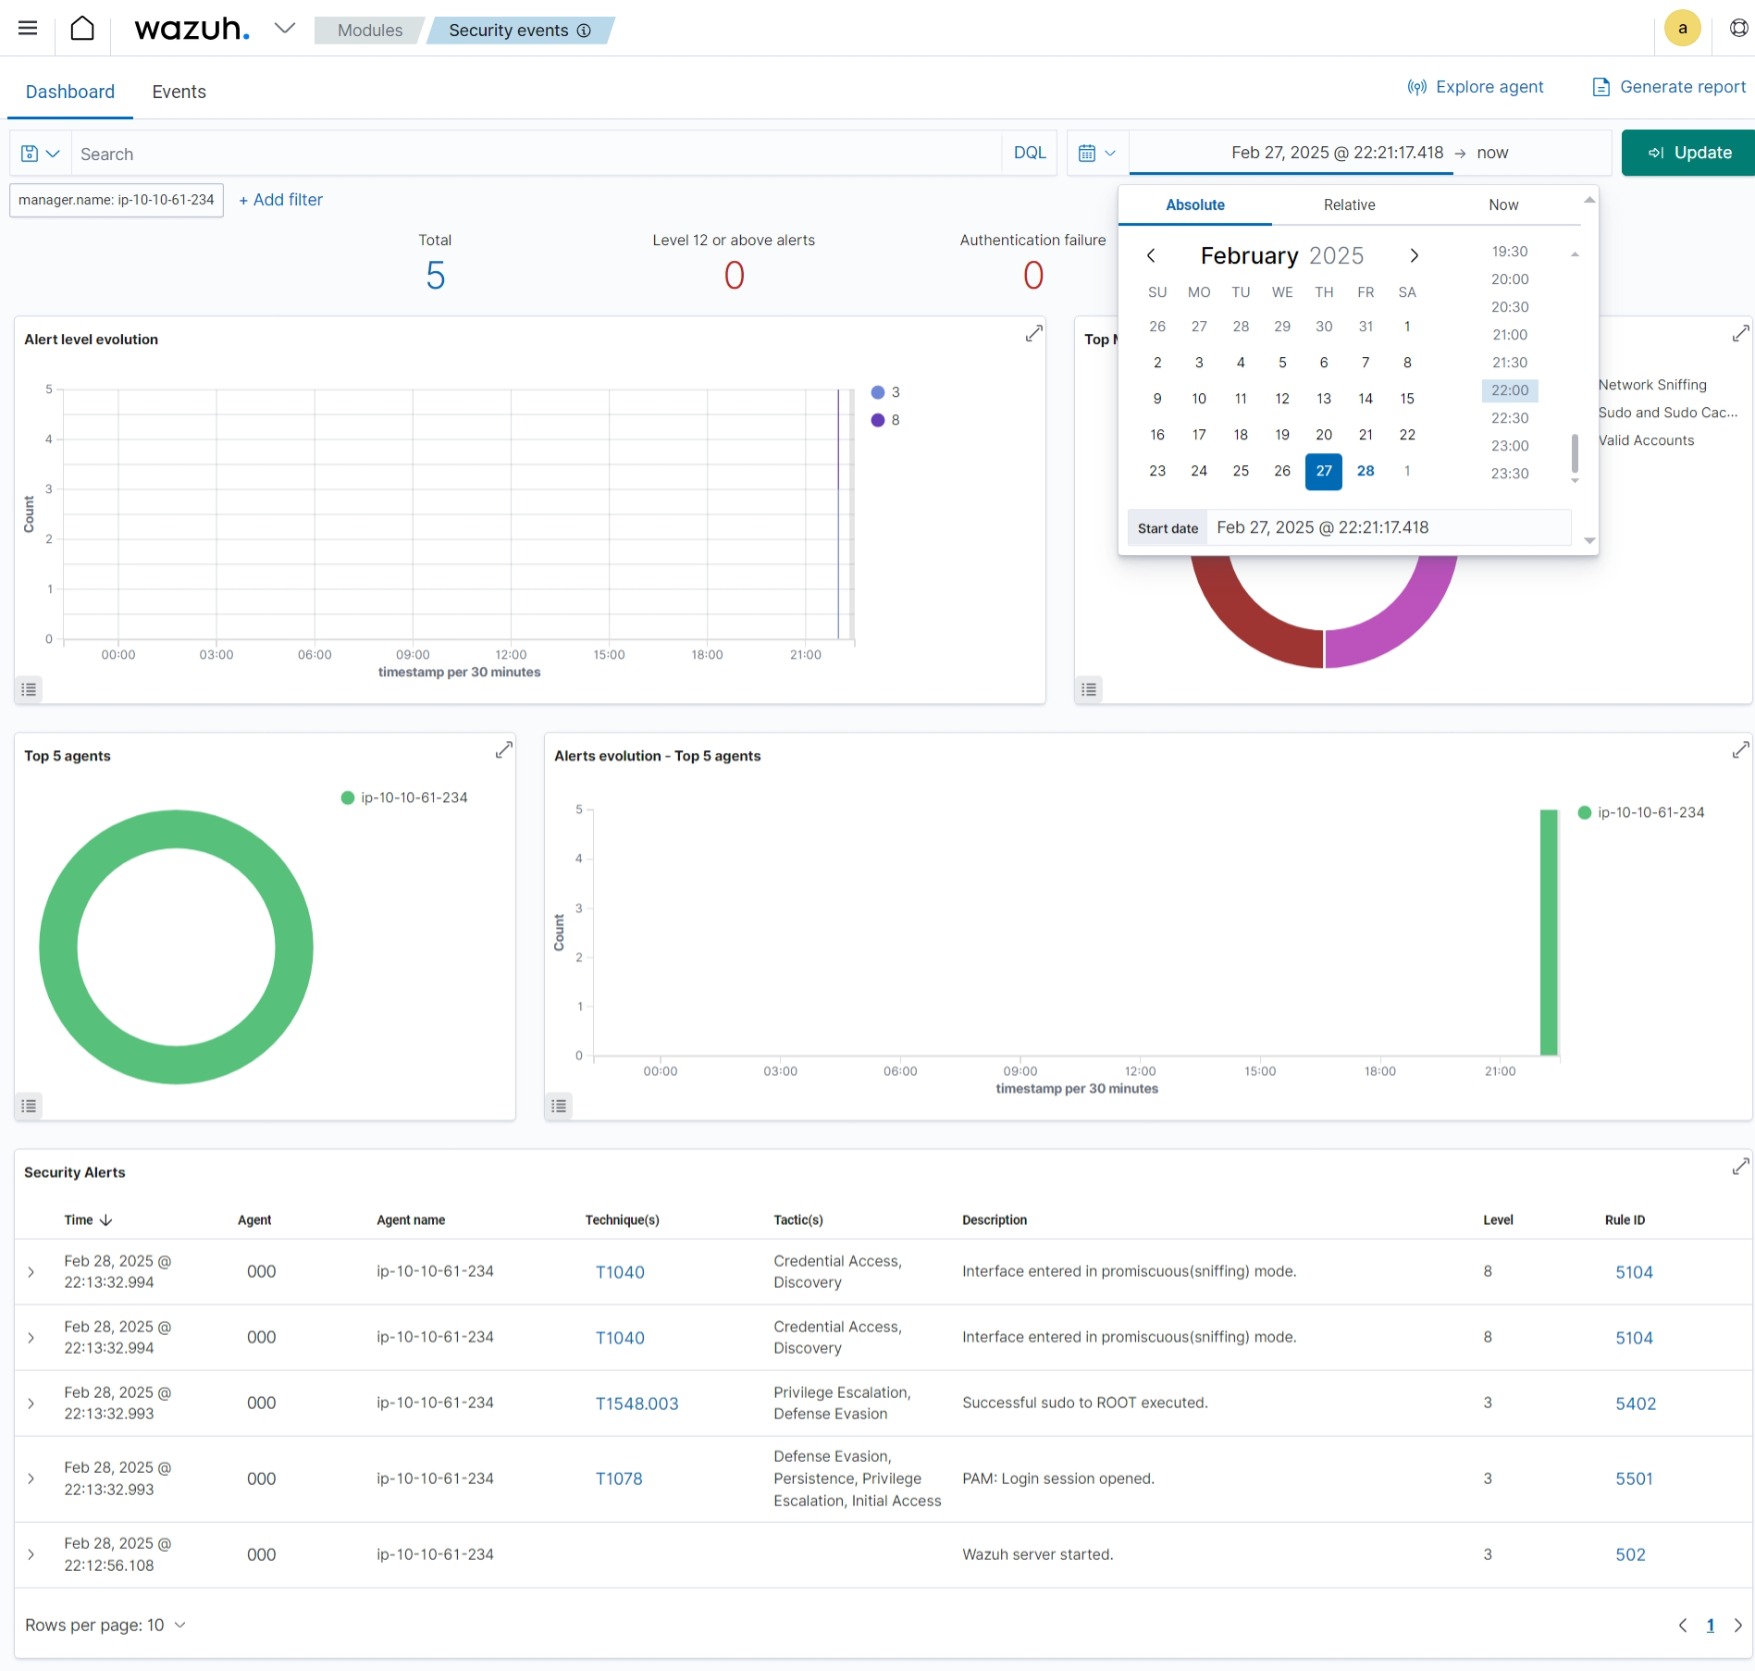 wazuh.
Modules
Security events
a
Dashboard
Events
Explore agent
Generate report
Search
DQL
Feb 27, 2025 @ 22:21:17.418 → now
Update
manager.name: ip-10-10-61-234
+ Add filter
Total
5
Level 12 or above alerts
0
Authentication failure
0
Absolute
Relative
Now
February 2025
SU MO TU WE TH FR SA
26 27 28 29 30 31 1
2 3 4 5 6 7 8
9 10 11 12 13 14 15
16 17 18 19 20 21 22
23 24 25 26 27 28 1
19:30
20:00
20:30
21:00
21:30
22:00
22:30
23:00
23:30
Start date
Feb 27, 2025 @ 22:21:17.418
Alert level evolution
5
4
3
2
1
0
Count
00:00 03:00 06:00 09:00 12:00 15:00 18:00 21:00
timestamp per 30 minutes
3
8
Top
Network Sniffing
Sudo and Sudo Cac...
Valid Accounts
Top 5 agents
ip-10-10-61-234
Alerts evolution - Top 5 agents
5
4
3
2
1
0
Count
00:00 03:00 06:00 09:00 12:00 15:00 18:00 21:00
timestamp per 30 minutes
ip-10-10-61-234
Security Alerts
Time Agent Agent name Technique(s) Tactic(s) Description Level Rule ID
Feb 28, 2025 @
22:13:32.994
000
ip-10-10-61-234
T1040
Credential Access,
Discovery
Interface entered in promiscuous(sniffing) mode.
8
5104
Feb 28, 2025 @
22:13:32.994
000
ip-10-10-61-234
T1040
Credential Access,
Discovery
Interface entered in promiscuous(sniffing) mode.
8
5104
Feb 28, 2025 @
22:13:32.993
000
ip-10-10-61-234
T1548.003
Privilege Escalation,
Defense Evasion
Successful sudo to ROOT executed.
3
5402
Feb 28, 2025 @
22:13:32.993
000
ip-10-10-61-234
T1078
Defense Evasion,
Persistence, Privilege
Escalation, Initial Access
PAM: Login session opened.
3
5501
Feb 28, 2025 @
22:12:56.108
000
ip-10-10-61-234
Wazuh server started.
3
502
Rows per page: 10
1